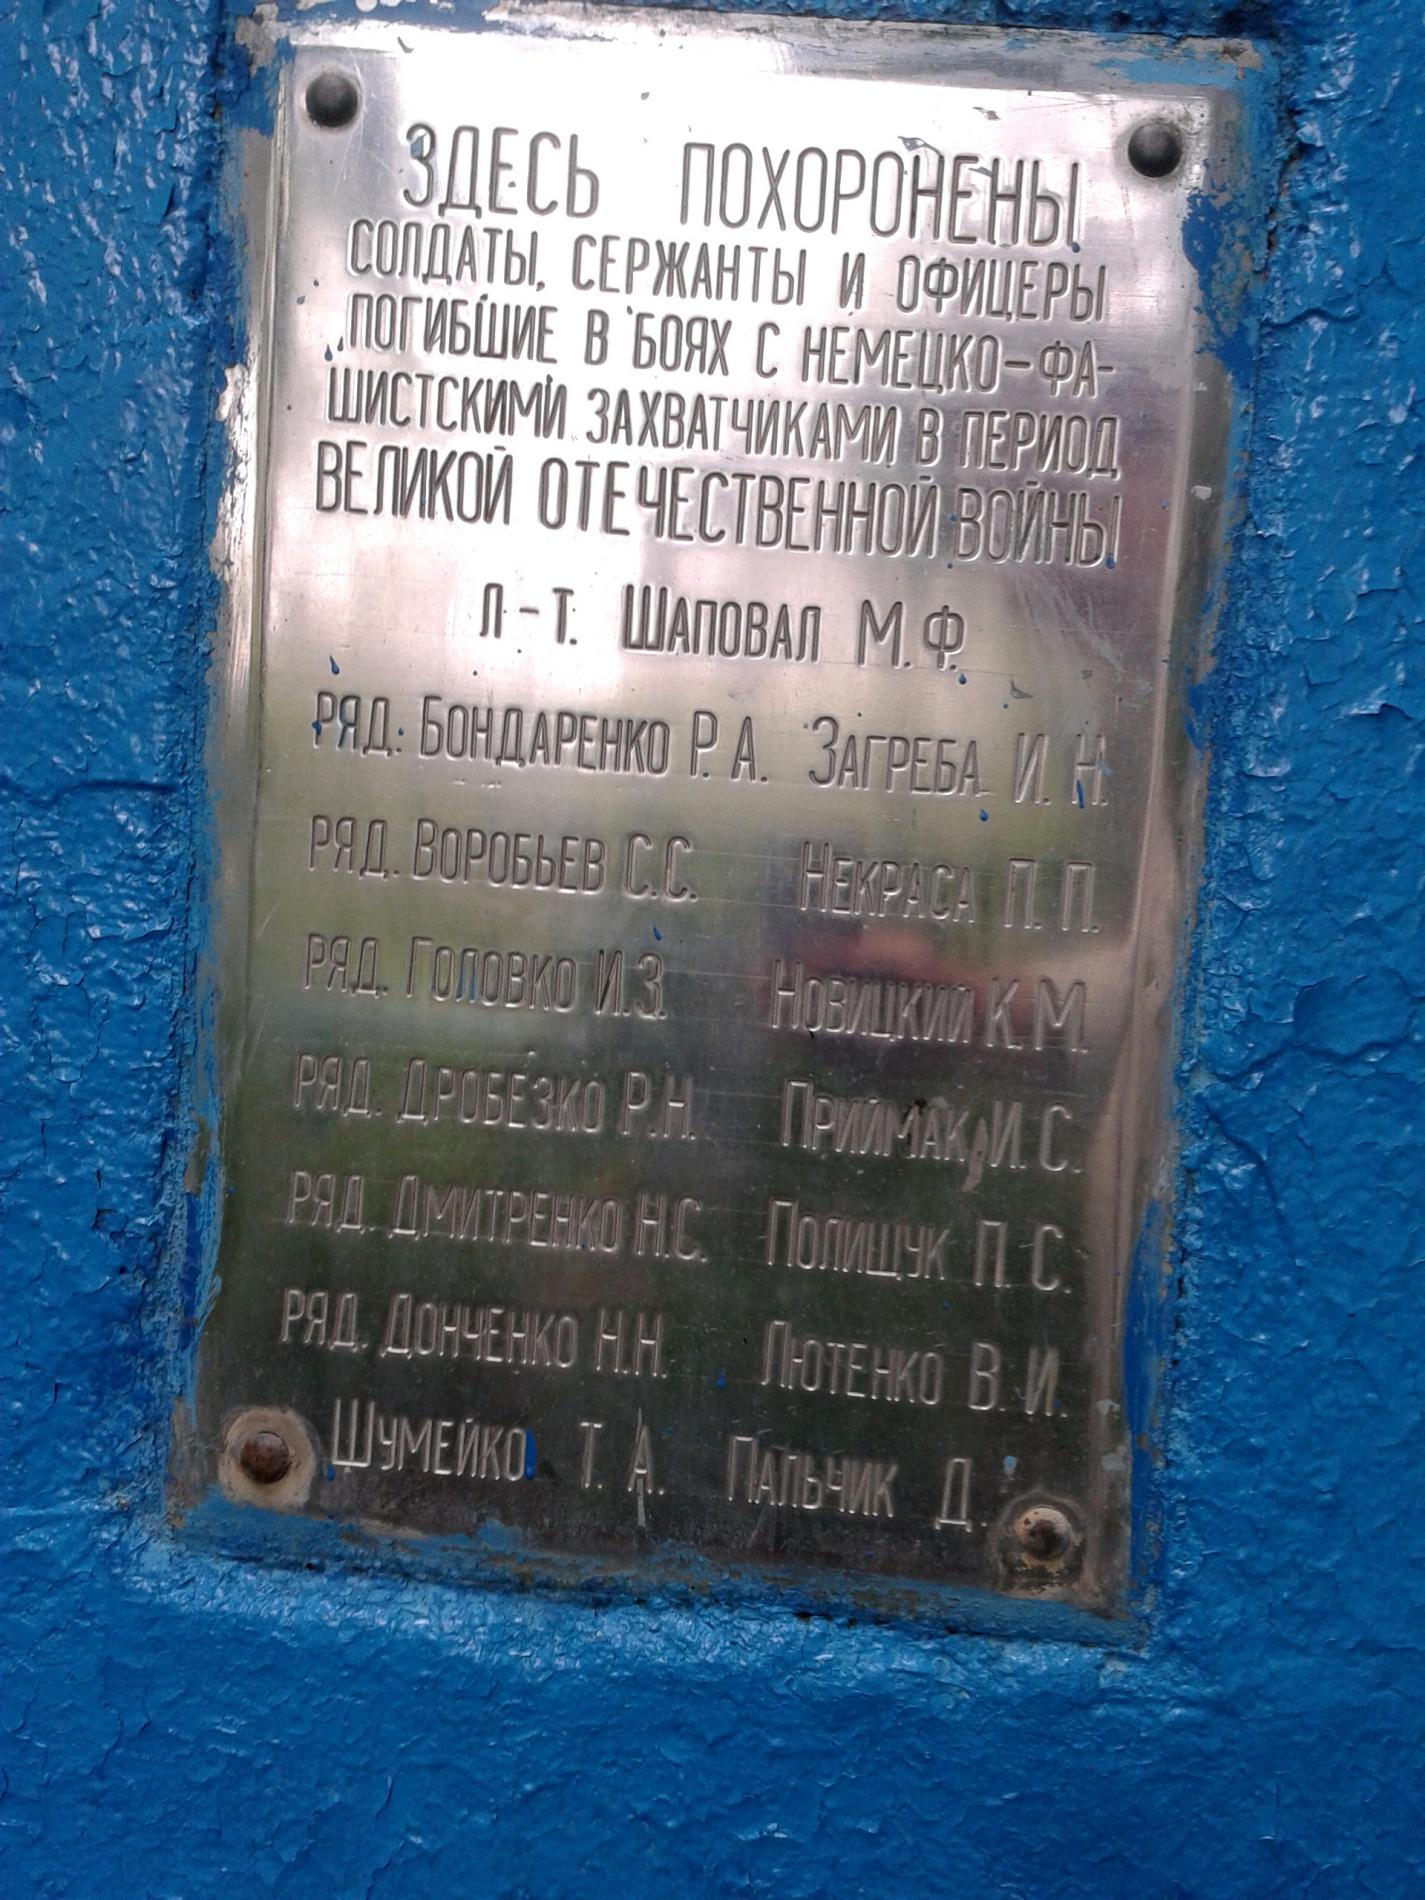 ЗДЕСЬ ПОХОРОНЕНЫ
СОЛДАТЫ, СЕРЖАНТЫ И ОФИЦЕРЫ
ПОГИБШИЕ В БОЯХ С НЕМЕЦКО-ФА-
ШИСТСКИМИ ЗАХВАТЧИКАМИ В ПЕРИОД
ВЕЛИКОЙ ОТЕЧЕСТВЕННОЙ ВОЙНЫ
Л-Т. ШАПОВАЛ М.Ф.
РЯД. БОНДАРЕНКО Р.А. ЗАГРЕБА И.Н.
РЯД. ВОРОБЬЕВ С.С. НЕКРАСА П.П.
РЯД. ГОЛОВКО И.З. НОВИЦКИЙ К.М.
РЯД. ДРОБЕЗКО Р.Н. ПРИЙМАК И.С.
РЯД. ДМИТРЕНКО Н.С. ПОЛИЩУК П.С.
РЯД. ДОНЧЕНКО Н.Н. ЛЮТЕНКО В.И.
ШУМЕЙКО Т.А. ПАЛЬЧИК Д.